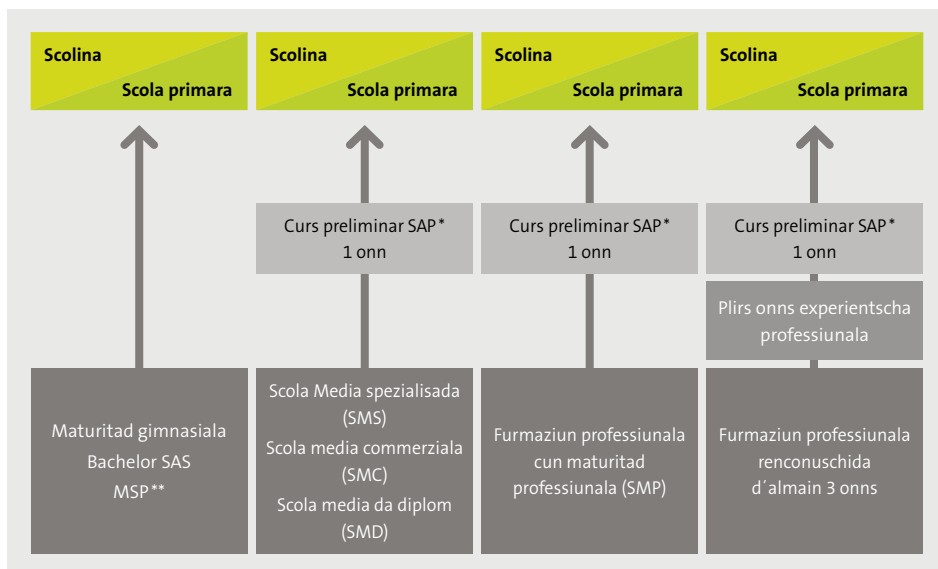 Scolina
Scola primara
Scolina
Scola primara
Scolina
Scola primara
Scolina
Scola primara
Curs preliminar SAP*
1 onn
Curs preliminar SAP*
1 onn
Curs preliminar SAP*
1 onn
Plirs onns experientscha
professiunala
Maturitad gimnasiala
Bachelor SAS
MSP**
Scola Media spezialisada
(SMS)
Scola media commerziala
(SMC)
Scola media da diplom
(SMD)
Furmaziun professiunala
cun maturitad
professiunala (SMP)
Furmaziun professiunala
renconuschida
d´almain 3 onns